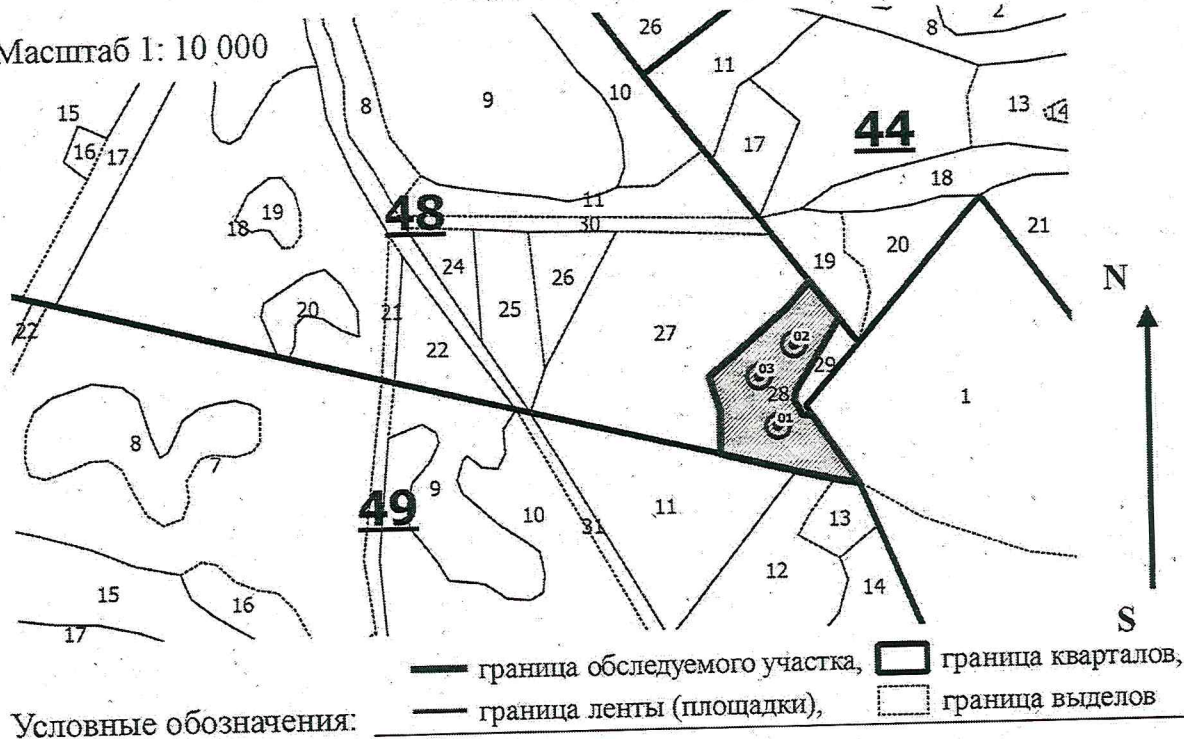 26 8 2
Масштаб 1: 10 000
11
8 9 10 13 14
15 17 44
16 17
18
11
19 48 30
18 20 21
24 19
26 N
25
20 21 27
22 22 02
29
03
28 1
8 01
7
9
49 10 11 13
31
12
15 16 14
17 S
граница обследуемого участка, граница кварталов,
Условные обозначения: граница ленты (площадки), граница выделов